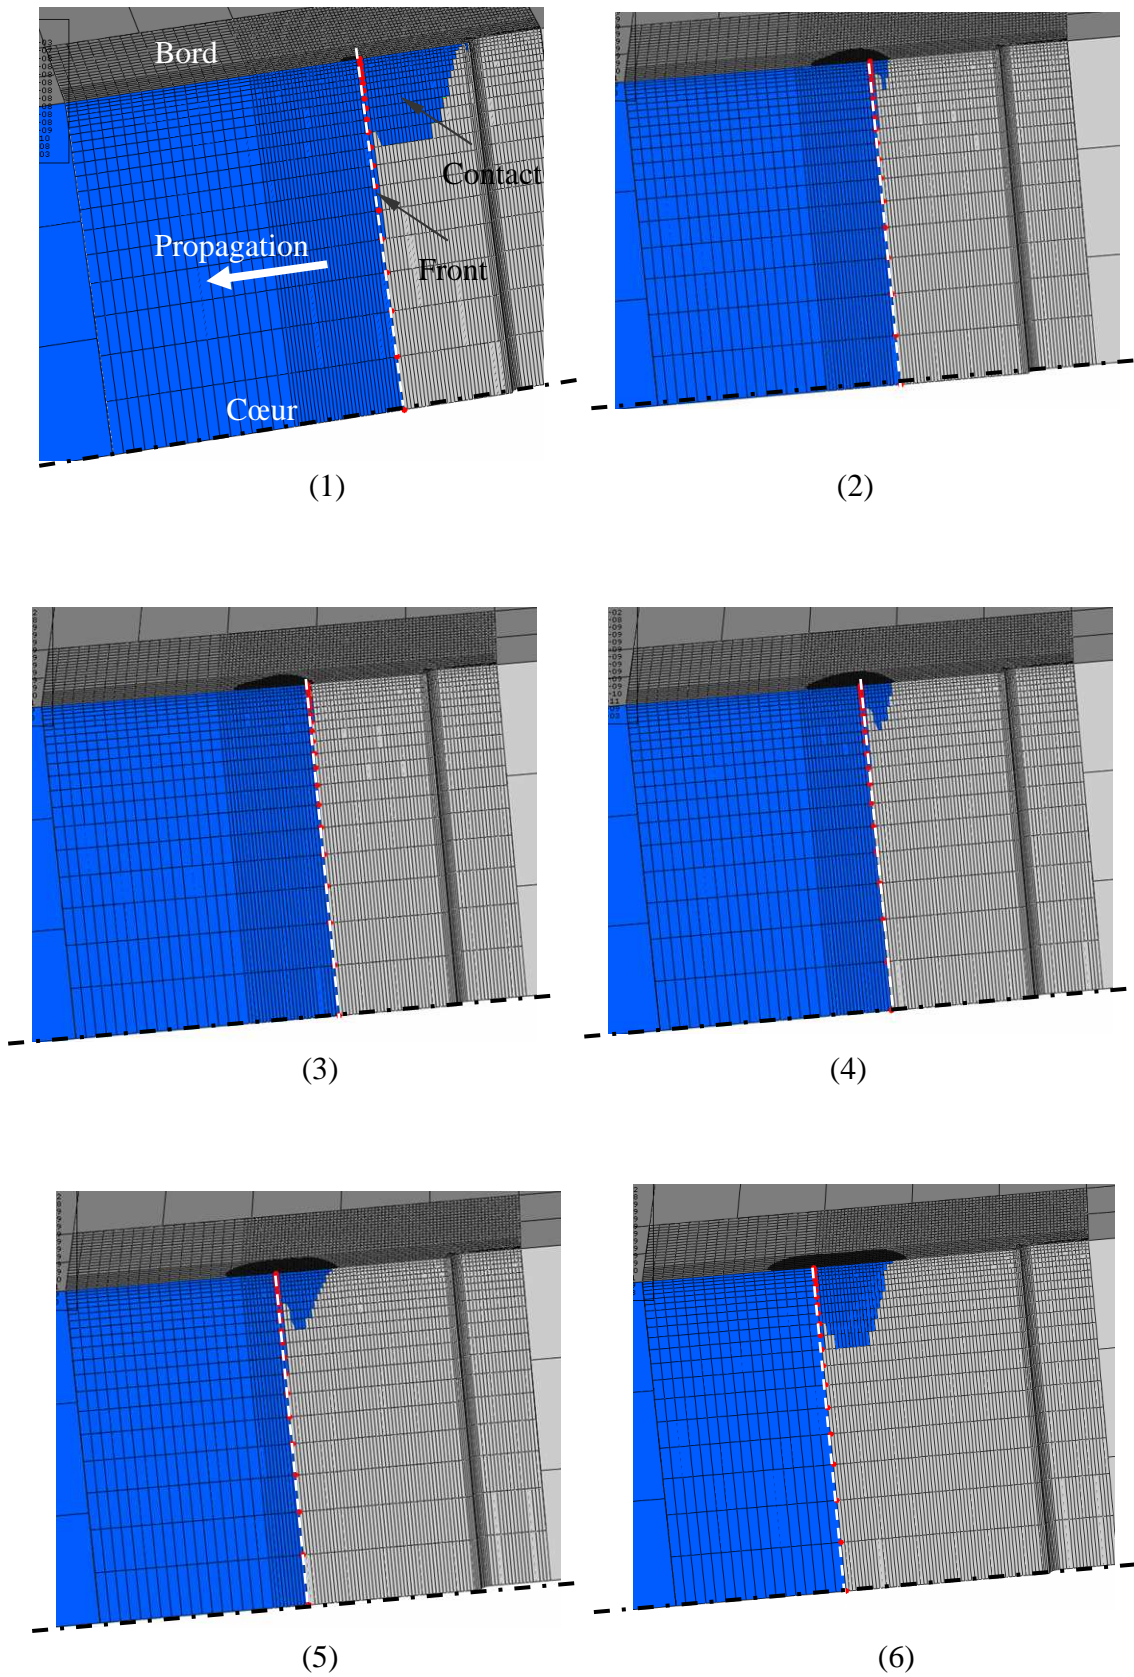 Bord
Contact
Propagation
Front
Cœur
(1)
(2)
(3)
(4)
(5)
(6)